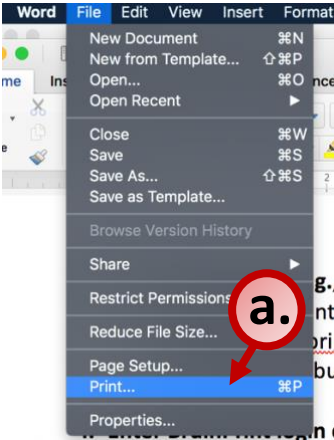 Word File Edit View Insert Format
New Document ⌘N
New from Template... ⇧⌘P
Open... ⌘O
Open Recent ▶
Close ⌘W
Save ⌘S
Save As... ⇧⌘S
Save as Template...
Browse Version History
Share ▶
Restrict Permissions
a.
Reduce File Size...
Page Setup...
Print... ⌘P
Properties...